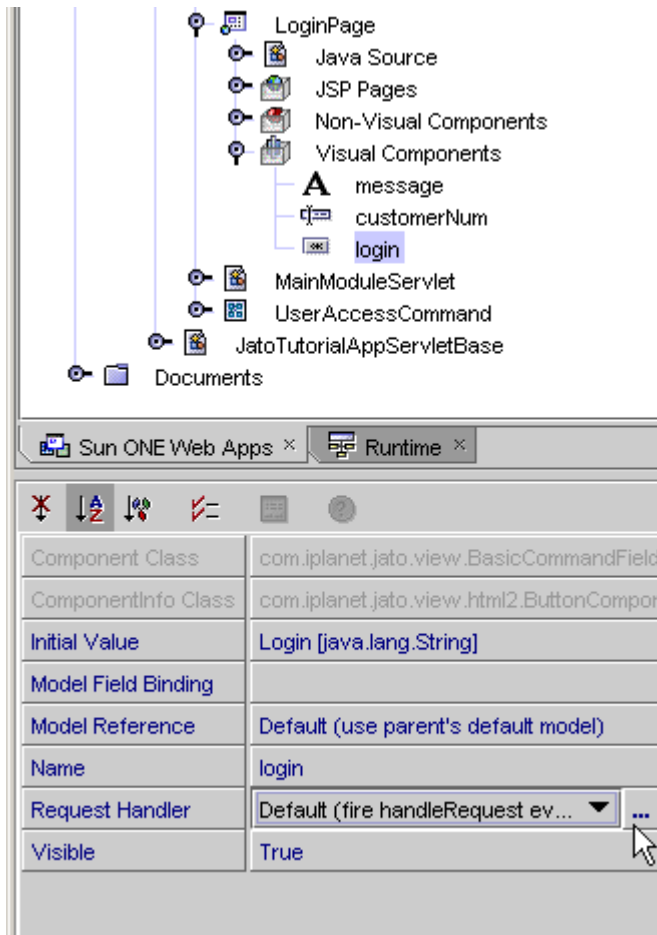 LoginPage
Java Source
JSP Pages
Non-Visual Components
Visual Components
A message
customerNum
OK login
MainModuleServlet
UserAccessCommand
JatoTutorialAppServletBase
Documents
Sun ONE Web Apps × Runtime ×
Component Class com.iplanet.jato.view.BasicCommandField
ComponentInfo Class com.iplanet.jato.view.html2.ButtonCompor
Initial Value Login [java.lang.String]
Model Field Binding
Model Reference Default (use parent's default model)
Name login
Request Handler Default (fire handleRequest ev... ...
Visible True